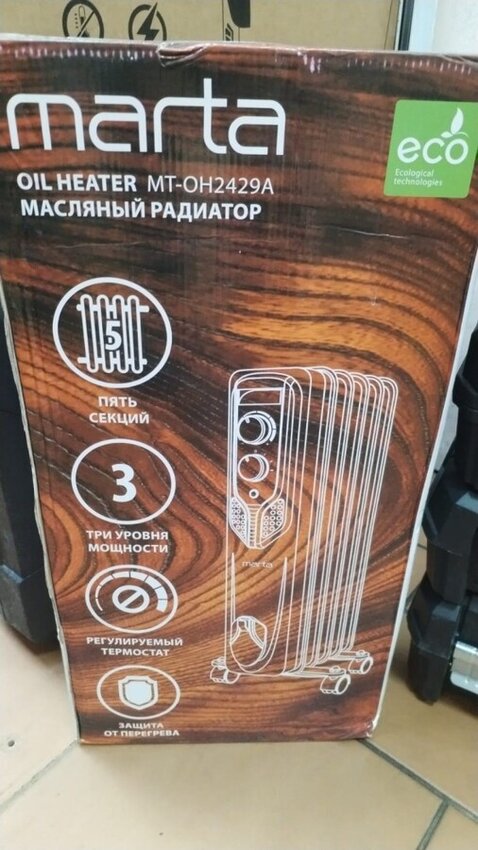 marta
eco
Ecological
technologies
OIL HEATER MT-OH2429A
МАСЛЯНЫЙ РАДИАТОР
5
ПЯТЬ
СЕКЦИЙ
3
ТРИ УРОВНЯ
МОЩНОСТИ
marta
РЕГУЛИРУЕМЫЙ
ТЕРМОСТАТ
ЗАЩИТА
ОТ ПЕРЕГРЕВА